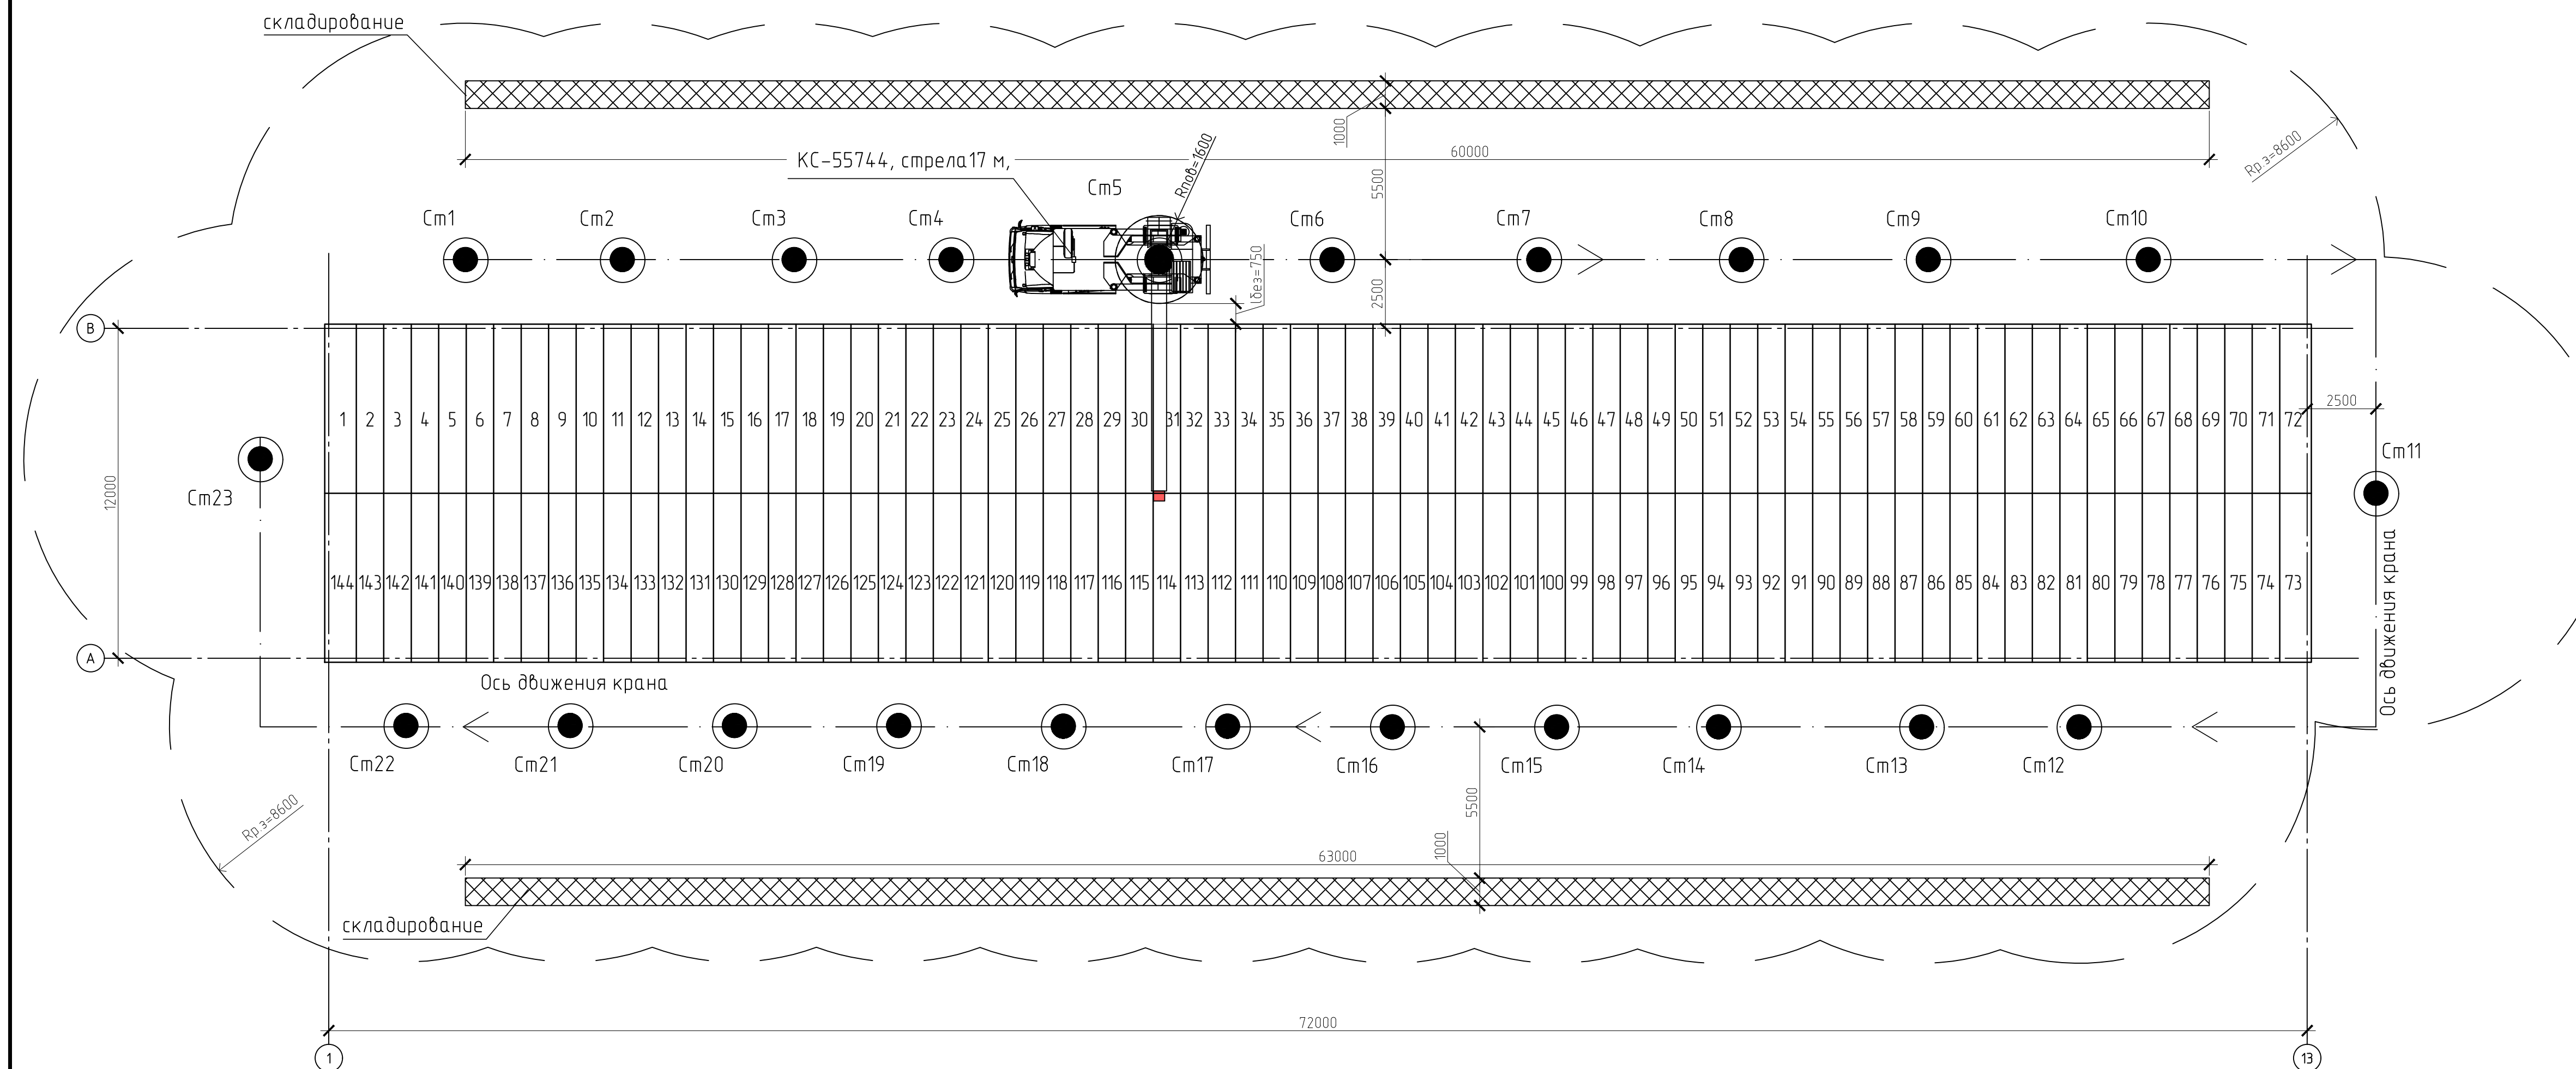 складирование
1000
60000
Rр.з=8600
КС-55744, стрела17 м,
Rпов=1600
5500
Ст5
Ст1 Ст2 Ст3 Ст4 Ст6 Ст7 Ст8 Ст9 Ст10
lбез=750
2500
В
2500
1 2 3 4 5 6 7 8 9 10 11 12 13 14 15 16 17 18 19 20 21 22 23 24 25 26 27 28 29 30 31 32 33 34 35 36 37 38 39 40 41 42 43 44 45 46 47 48 49 50 51 52 53 54 55 56 57 58 59 60 61 62 63 64 65 66 67 68 69 70 71 72
Ст11
12000
Ст23
144 143 142 141 140 139 138 137 136 135 134 133 132 131 130 129 128 127 126 125 124 123 122 121 120 119 118 117 116 115 114 113 112 111 110 109 108 107 106 105 104 103 102 101 100 99 98 97 96 95 94 93 92 91 90 89 88 87 86 85 84 83 82 81 80 79 78 77 76 75 74 73
Ось движения крана
А
Ось движения крана
Ст22 Ст21 Ст20 Ст19 Ст18 Ст17 Ст16 Ст15 Ст14 Ст13 Ст12
5500
Rр.з=8600
1000
63000
складирование
72000
1 13